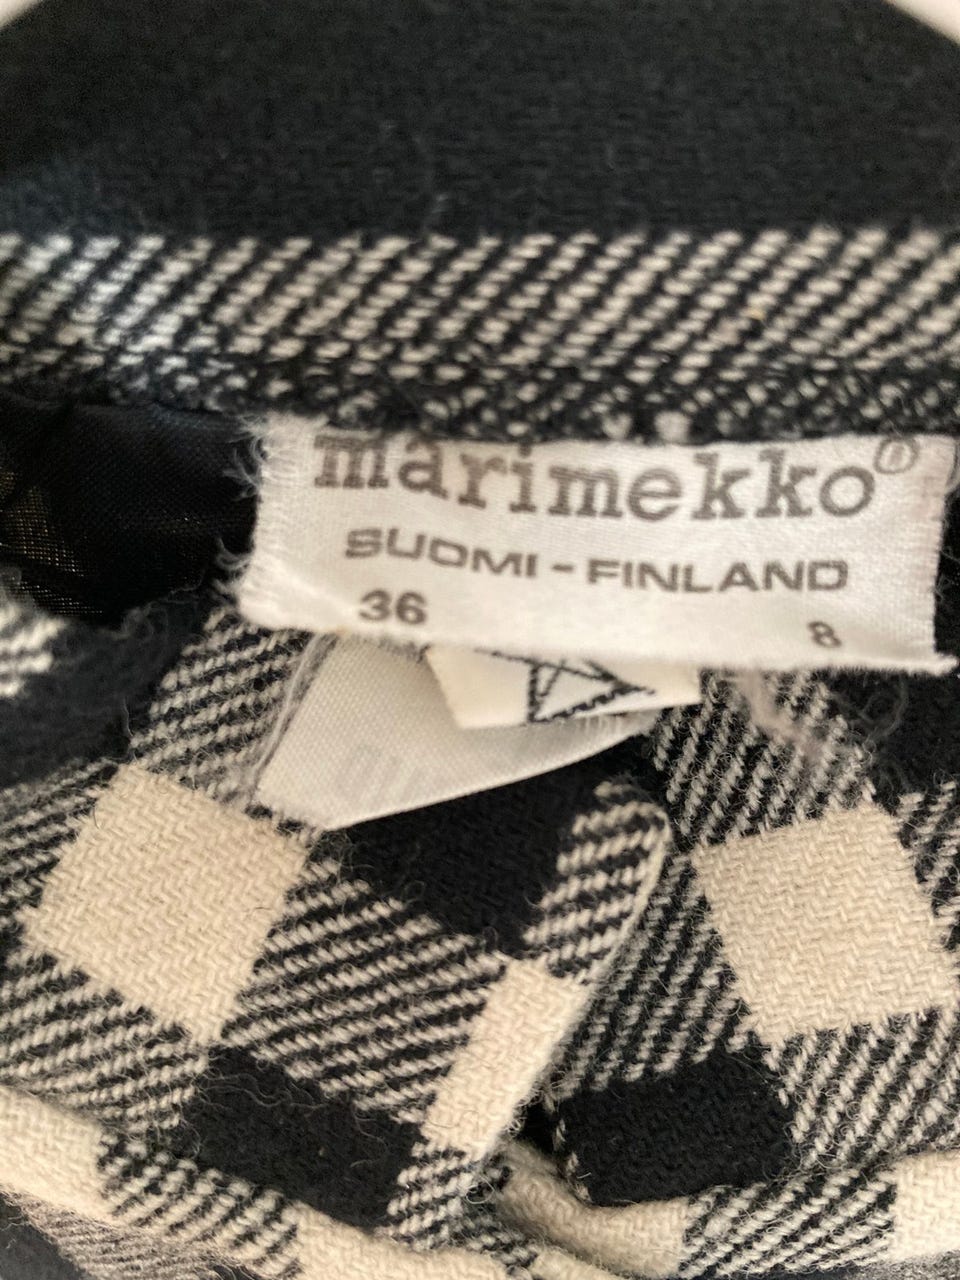 marimekko®
SUOMI-FINLAND
36
8